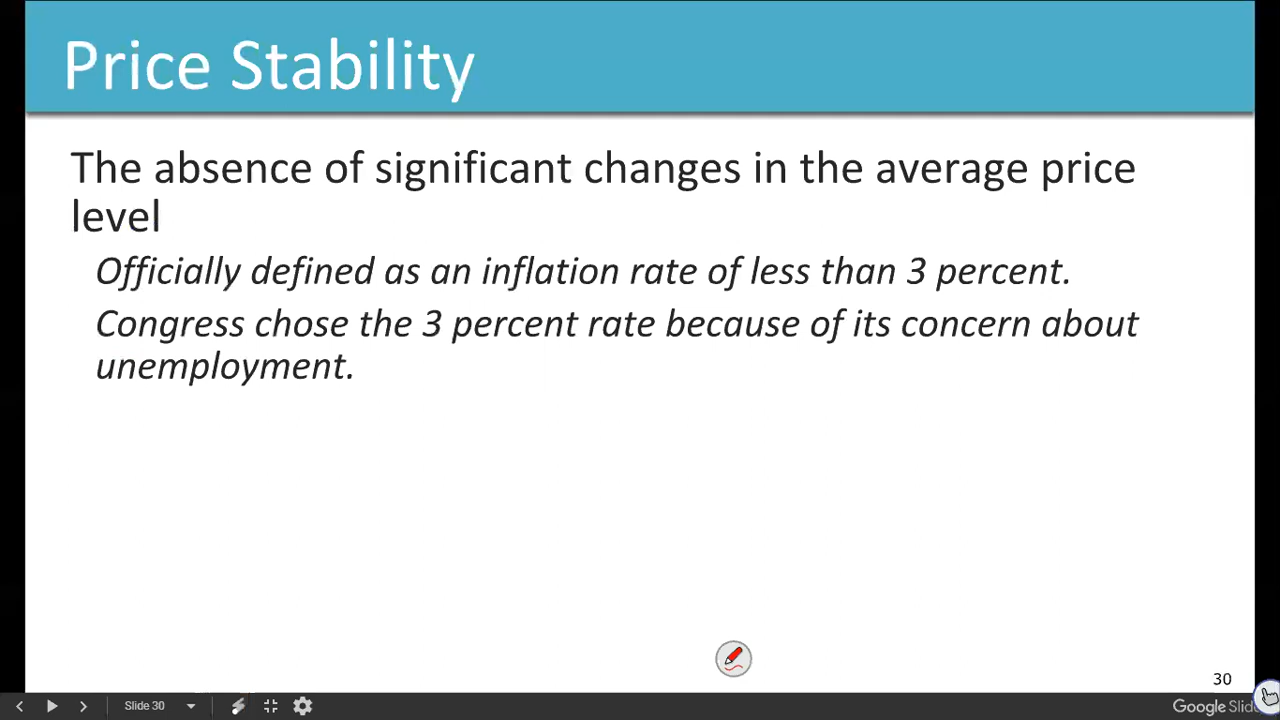 Price Stability
The absence of significant changes in the average price
level
Officially defined as an inflation rate of less than 3 percent.
Congress chose the 3 percent rate because of its concern about
unemployment.
30
Slide 30
Google Slide